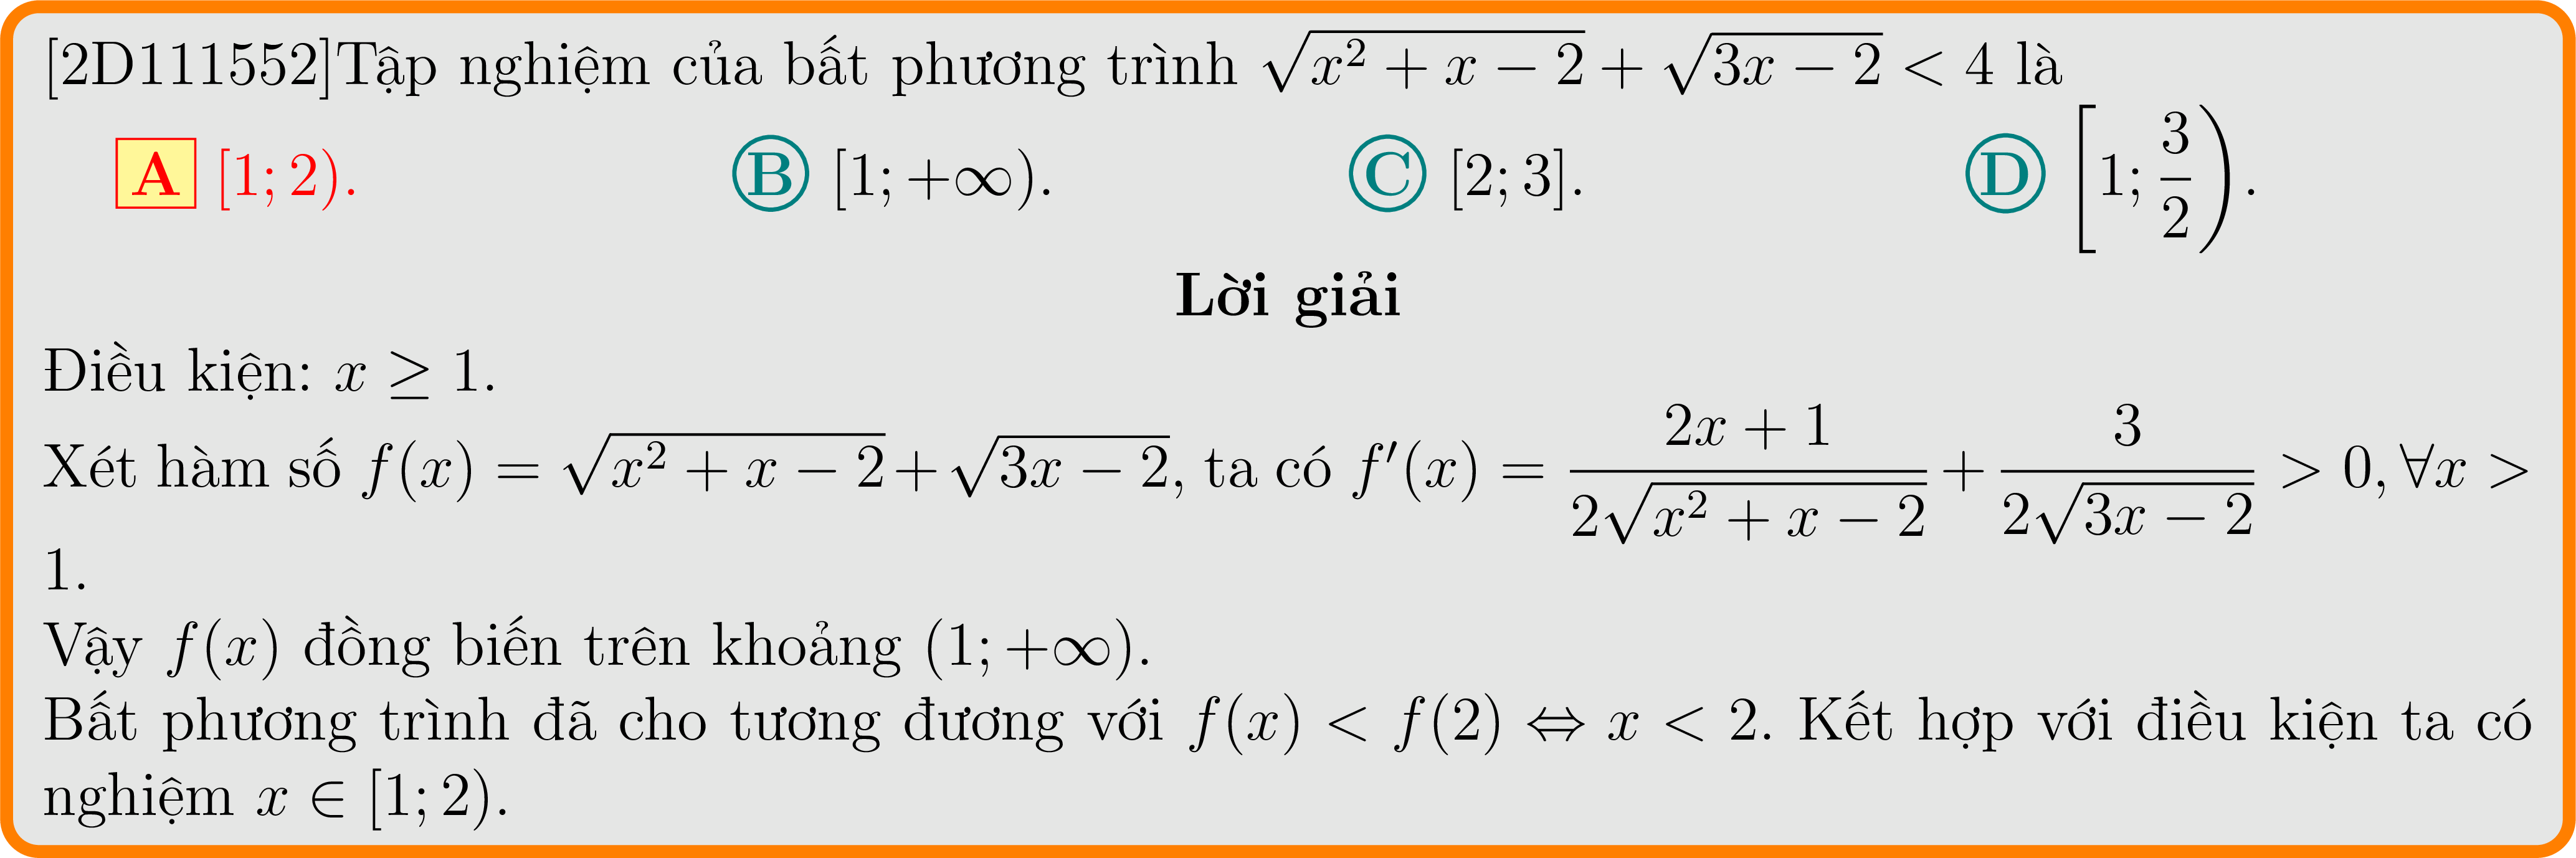 [2D111552]Tập nghiệm của bất phương trình $\sqrt{x^2+x-2}+\sqrt{3x-2}<4$ là
A $[1;2)$. B $[1;+\infty)$. C $[2;3]$. D $\left[1;\dfrac{3}{2}\right)$.
Lời giải
Điều kiện: $x \geq 1$.
Xét hàm số $f(x)=\sqrt{x^2+x-2}+\sqrt{3x-2}$, ta có $f'(x)=\dfrac{2x+1}{2\sqrt{x^2+x-2}}+\dfrac{3}{2\sqrt{3x-2}}>0, \forall x>$
1.
Vậy $f(x)$ đồng biến trên khoảng $(1;+\infty)$.
Bất phương trình đã cho tương đương với $f(x)<f(2) \Leftrightarrow x<2$. Kết hợp với điều kiện ta có
nghiệm $x \in [1;2)$.